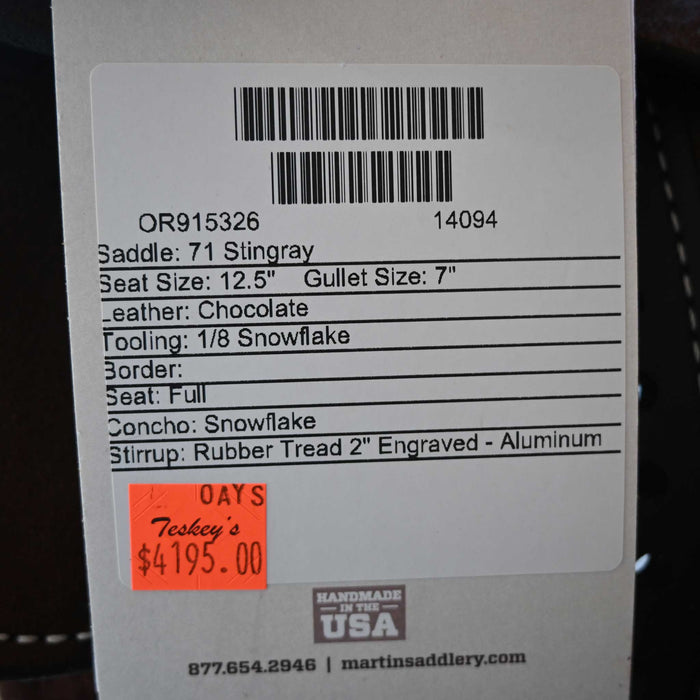 OR915326 14094
Saddle: 71 Stingray
Seat Size: 12.5" Gullet Size: 7"
Leather: Chocolate
Tooling: 1/8 Snowflake
Border:
Seat: Full
Concho: Snowflake
Stirrup: Rubber Tread 2" Engraved - Aluminum
OAYS
Teskey's
$4195.00
HANDMADE
IN THE
USA
877.654.2946 | martinsaddlery.com